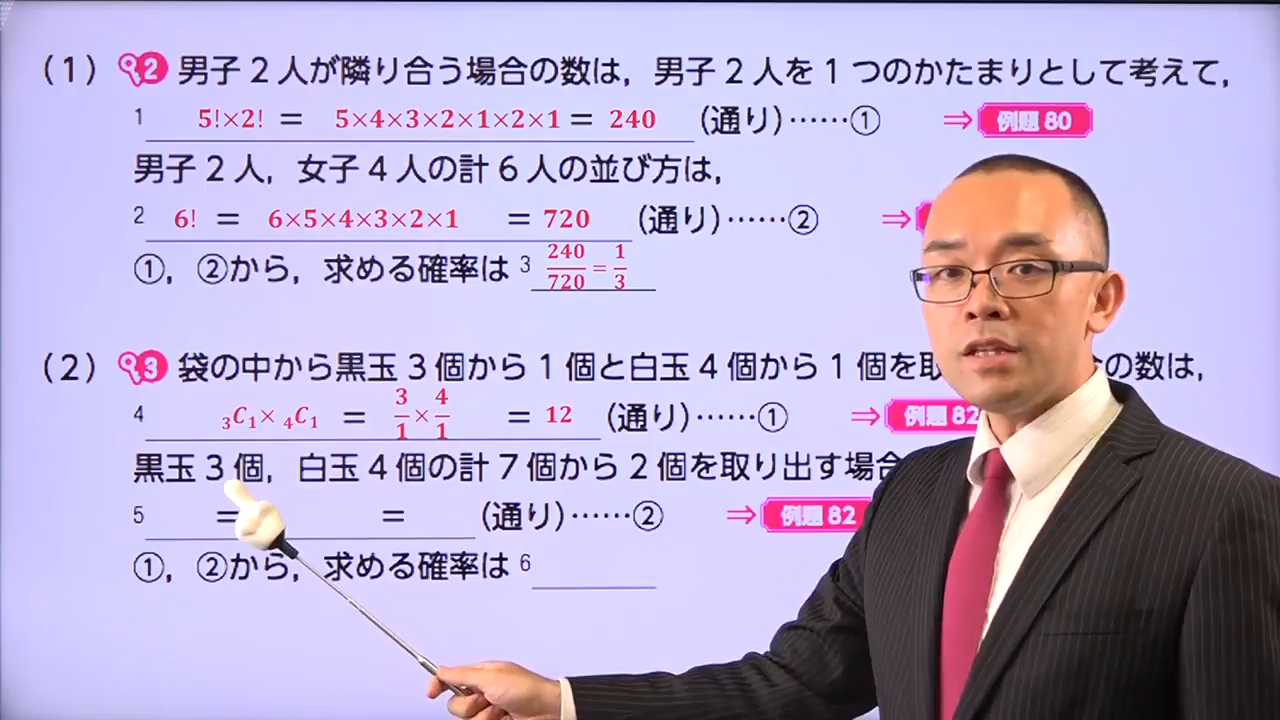 （1） 2 男子2人が隣り合う場合の数は，男子2人を1つのかたまりとして考えて，
1 5!×2! = 5×4×3×2×1×2×1 = 240 (通り)……① ⇒ 例題 80
男子2人，女子4人の計6人の並び方は，
2 6! = 6×5×4×3×2×1 = 720 (通り)……② ⇒
①，②から，求める確率は 3 240/720 = 1/3
（2） 3 袋の中から黒玉3個から1個と白玉4個から1個を取 の数は，
4 ₃C₁× ₄C₁ = 3/1 × 4/1 = 12 (通り)……① ⇒ 例題 82
黒玉3個，白玉4個の計7個から2個を取り出す場合
5 = = (通り)……② ⇒ 例題 82
①，②から，求める確率は 6